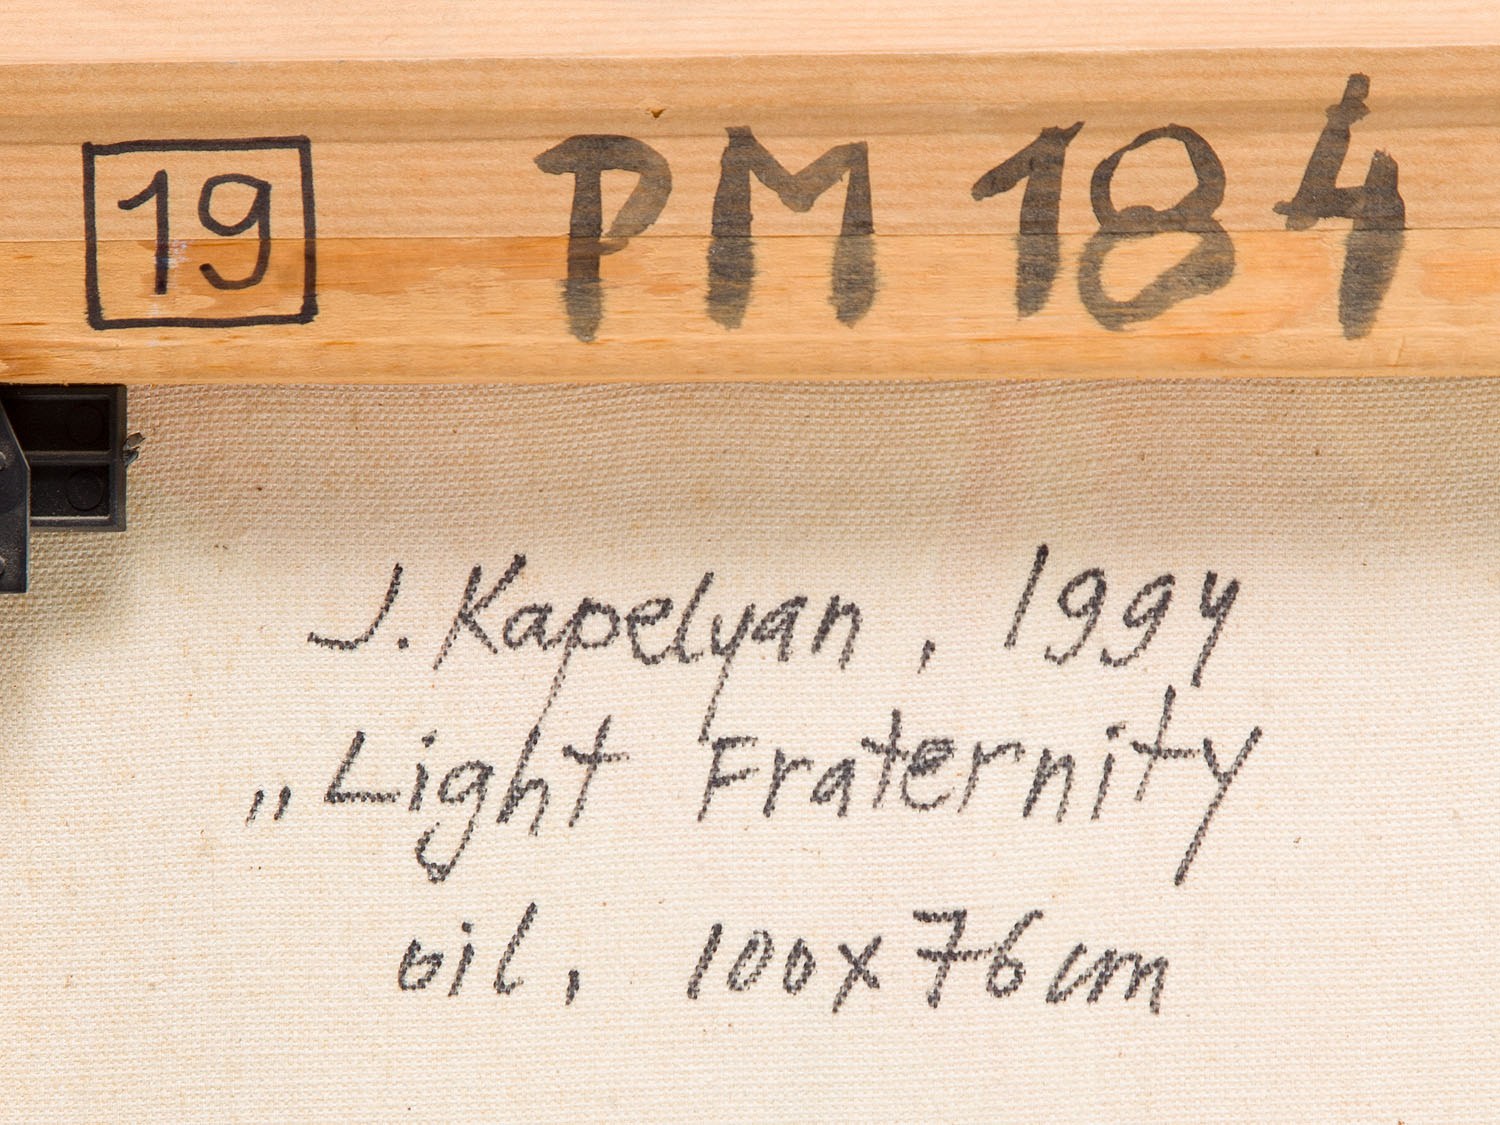 19 PM 184
J. Kapelyan, 1994
„Light Fraternity
oil, 100x76cm